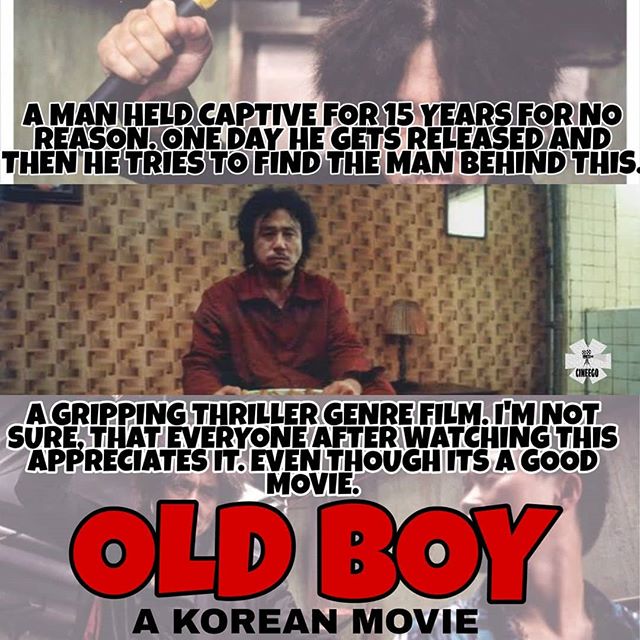 A MAN HELD CAPTIVE FOR 15 YEARS FOR NO
REASON. ONE DAY HE GETS RELEASED AND
THEN HE TRIES TO FIND THE MAN BEHIND THIS.
CINEEGO
A GRIPPING THRILLER GENRE FILM. I'M NOT
SURE, THAT EVERYONE AFTER WATCHING THIS
APPRECIATES IT. EVEN THOUGH ITS A GOOD
MOVIE.
OLD BOY
A KOREAN MOVIE